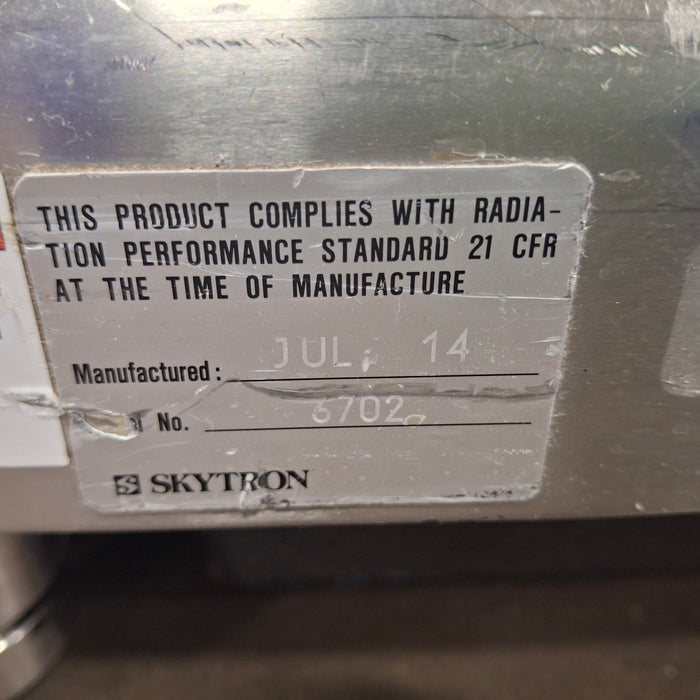 THIS PRODUCT COMPLIES WITH RADIA-
TION PERFORMANCE STANDARD 21 CFR
AT THE TIME OF MANUFACTURE
Manufactured: JUL, 14
No. 6702
SKYTRON